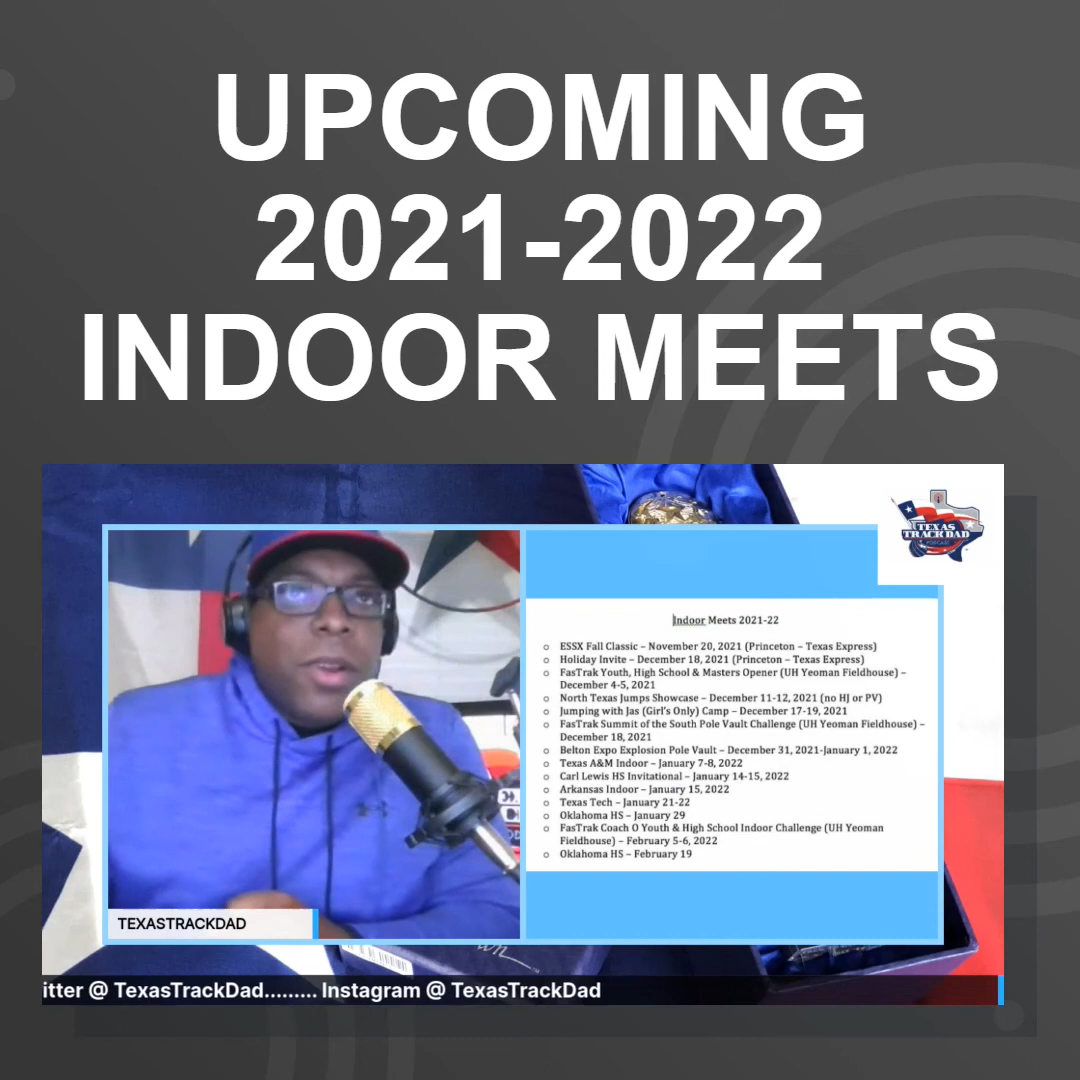 UPCOMING
2021-2022
INDOOR MEETS
TEXAS
TRACK DAD
PODCAST
Indoor Meets 2021-22
o ESSX Fall Classic – November 20, 2021 (Princeton – Texas Express)
o Holiday Invite – December 18, 2021 (Princeton – Texas Express)
o FasTrak Youth, High School & Masters Opener (UH Yeoman Fieldhouse) –
December 4-5, 2021
o North Texas Jumps Showcase – December 11-12, 2021 (no HJ or PV)
o Jumping with Jas (Girl's Only) Camp – December 17-19, 2021
o FasTrak Summit of the South Pole Vault Challenge (UH Yeoman Fieldhouse) –
December 18, 2021
o Belton Expo Explosion Pole Vault – December 31, 2021-January 1, 2022
o Texas A&M Indoor – January 7-8, 2022
o Carl Lewis HS Invitational – January 14-15, 2022
o Arkansas Indoor – January 15, 2022
o Texas Tech – January 21-22
o Oklahoma HS – January 29
o FasTrak Coach O Youth & High School Indoor Challenge (UH Yeoman
Fieldhouse) – February 5-6, 2022
o Oklahoma HS – February 19
TEXASTRACKDAD
itter @ TexasTrackDad......... Instagram @ TexasTrackDad